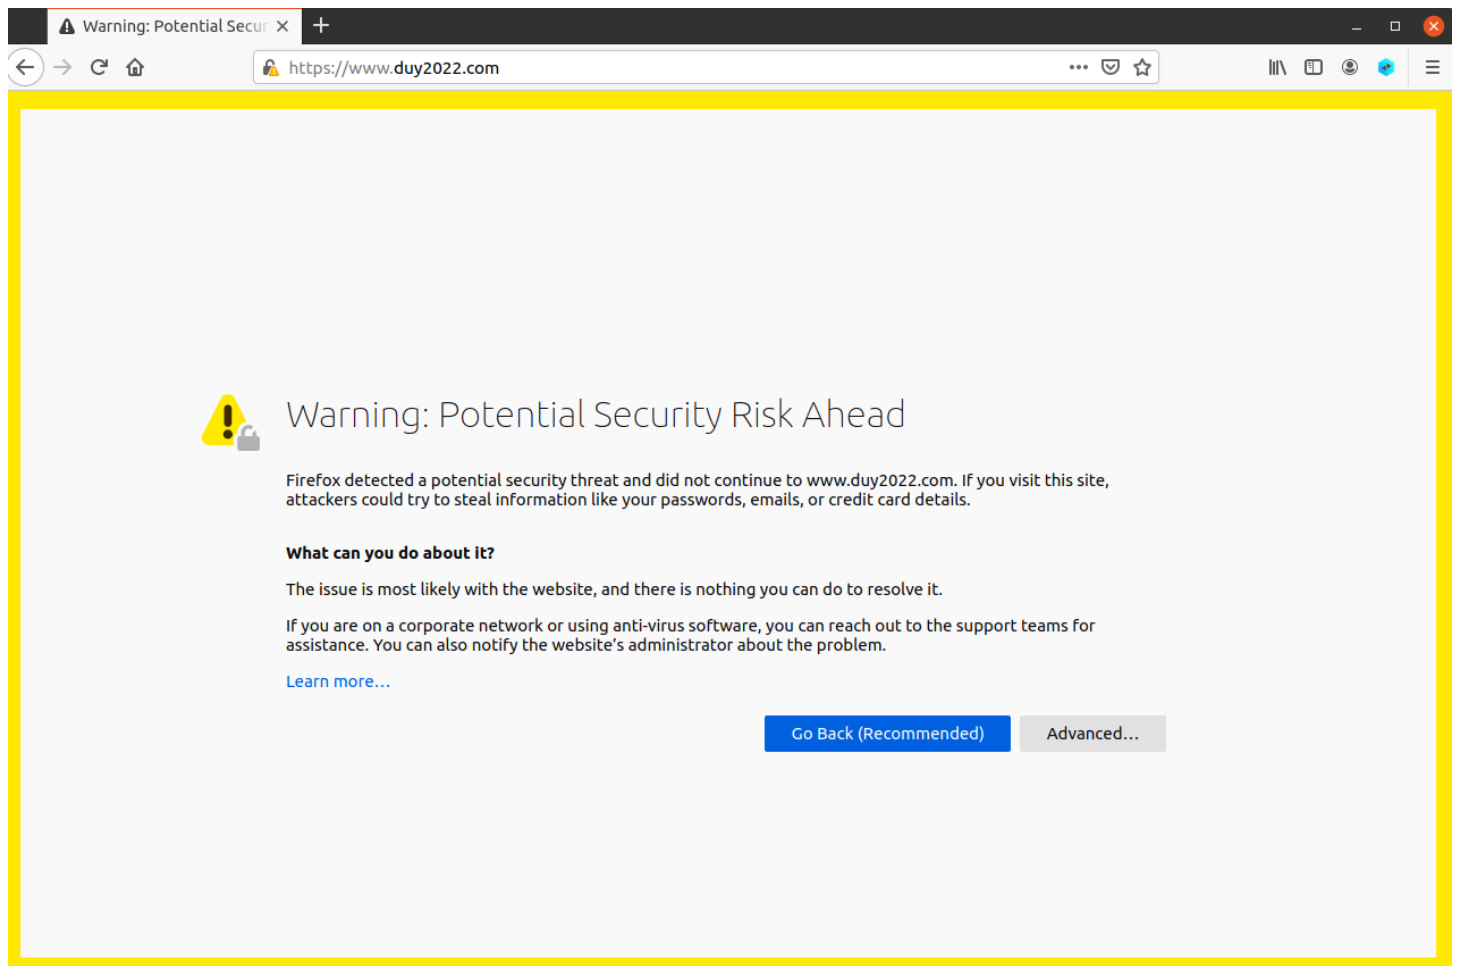 Warning: Potential Secur
https://www.duy2022.com
Warning: Potential Security Risk Ahead
Firefox detected a potential security threat and did not continue to www.duy2022.com. If you visit this site,
attackers could try to steal information like your passwords, emails, or credit card details.
What can you do about it?
The issue is most likely with the website, and there is nothing you can do to resolve it.
If you are on a corporate network or using anti-virus software, you can reach out to the support teams for
assistance. You can also notify the website’s administrator about the problem.
Learn more…
Go Back (Recommended) Advanced…